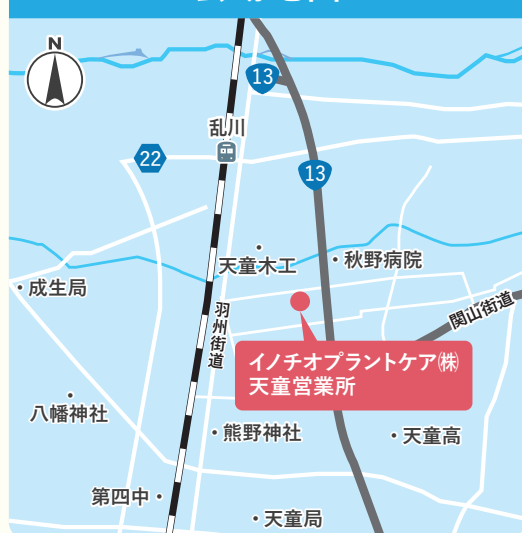 N
13
乱川
22
13
天童木工
秋野病院
成生局
羽州街道
関山街道
イノチオプラントケア㈱
天童営業所
八幡神社
熊野神社
天童高
第四中
天童局